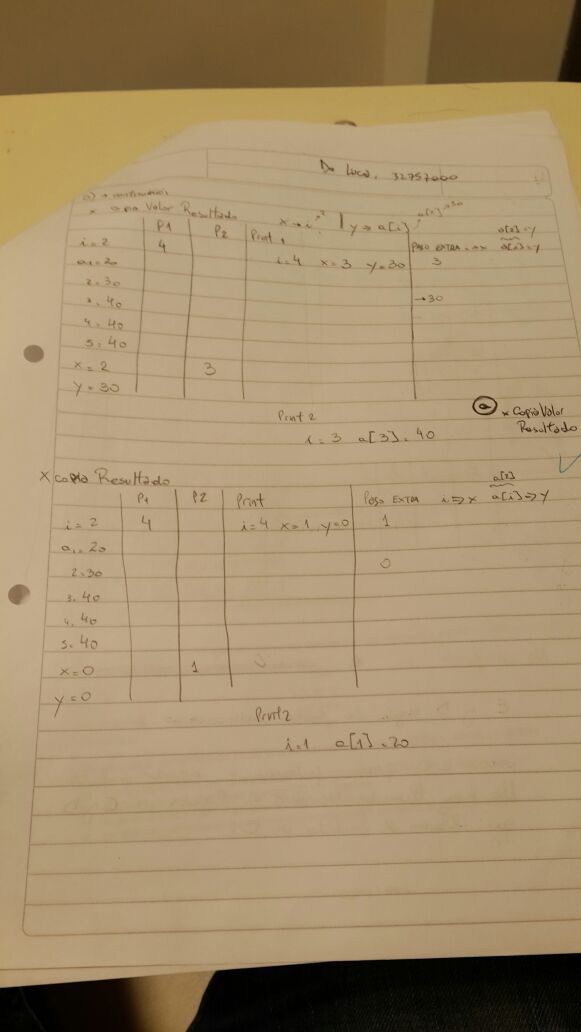 De Luca, 32757000
a) →
x copia Valor Resultado x → i 2 y → a[i] a[2] → 30
P1 P2 Print 1 PASO EXTRA i → x a[2] = y a[i] = y
i = 2 4 i=4 x=3 y=30 3
a1 = 20
2. 30 → 30
3. 40
4. 40
5. 40
x = 2 3
y = 30
Print 2
i = 3 a[3] = 40
a x Copia Valor
Resultado
x copia Resultado a[2]
P1 P2 Print Paso EXTRA i => x a[i] => y
i = 2 4 i=4 x=1, y=0 1
a1. = 20
2. 30 0
3. 40
4. 40
5. 40
x = 0 1
y = 0
Print 2
i = 1 a[1] = 20